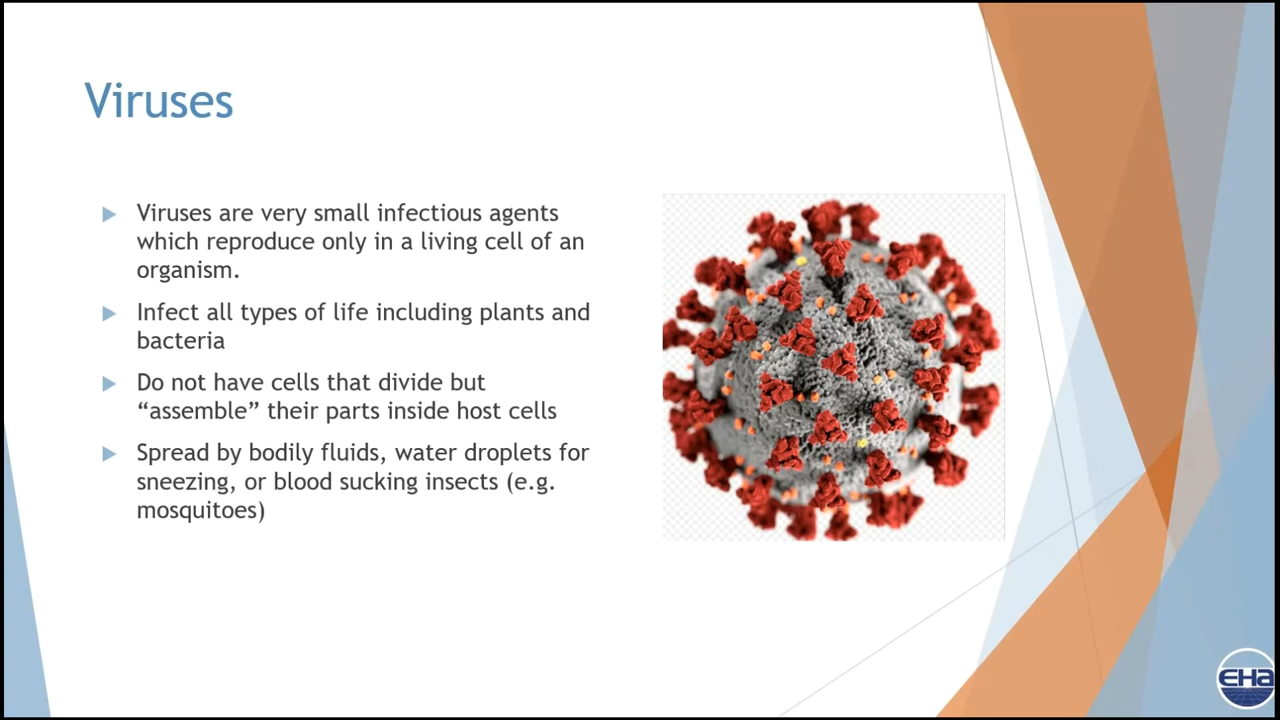 Viruses
Viruses are very small infectious agents
which reproduce only in a living cell of an
organism.
Infect all types of life including plants and
bacteria
Do not have cells that divide but
“assemble” their parts inside host cells
Spread by bodily fluids, water droplets for
sneezing, or blood sucking insects (e.g.
mosquitoes)
EHa